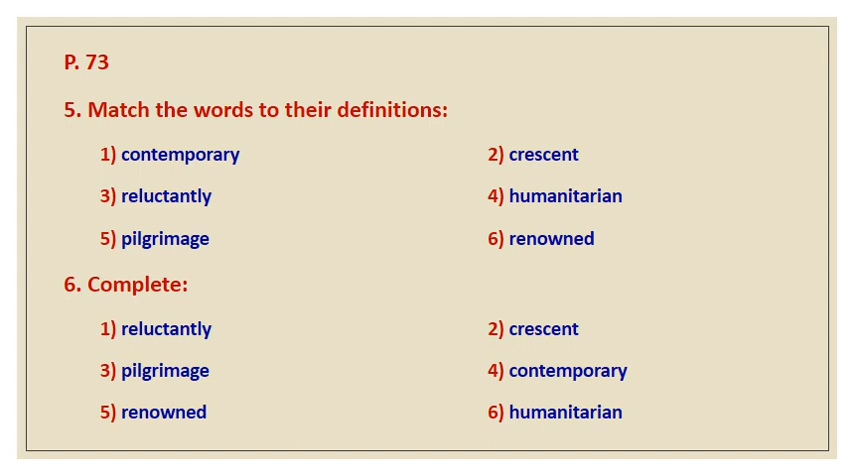 P. 73
5. Match the words to their definitions:
1) contemporary 2) crescent
3) reluctantly 4) humanitarian
5) pilgrimage 6) renowned
6. Complete:
1) reluctantly 2) crescent
3) pilgrimage 4) contemporary
5) renowned 6) humanitarian